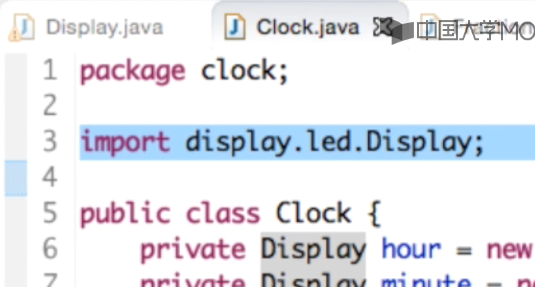 Display.java Clock.java 中国大学MO
1 package clock;
2
3 import display.led.Display;
4
5 public class Clock {
6 private Display hour = new
7 private Display minute = ne